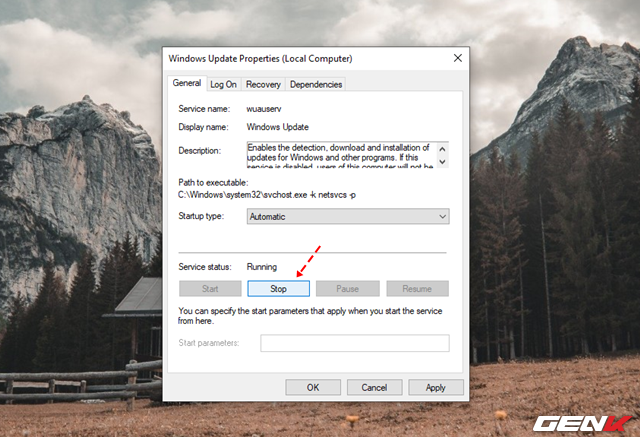 Windows Update Properties (Local Computer)
General Log On Recovery Dependencies
Service name: wuauserv
Display name: Windows Update
Description: Enables the detection, download and installation of
updates for Windows and other programs. If this
service is disabled, users of this computer will not be
Path to executable:
C:\Windows\system32\svchost.exe -k netsvcs -p
Startup type: Automatic
Service status: Running
Start Stop Pause Resume
You can specify the start parameters that apply when you start the service
from here.
Start parameters:
OK Cancel Apply
GENK